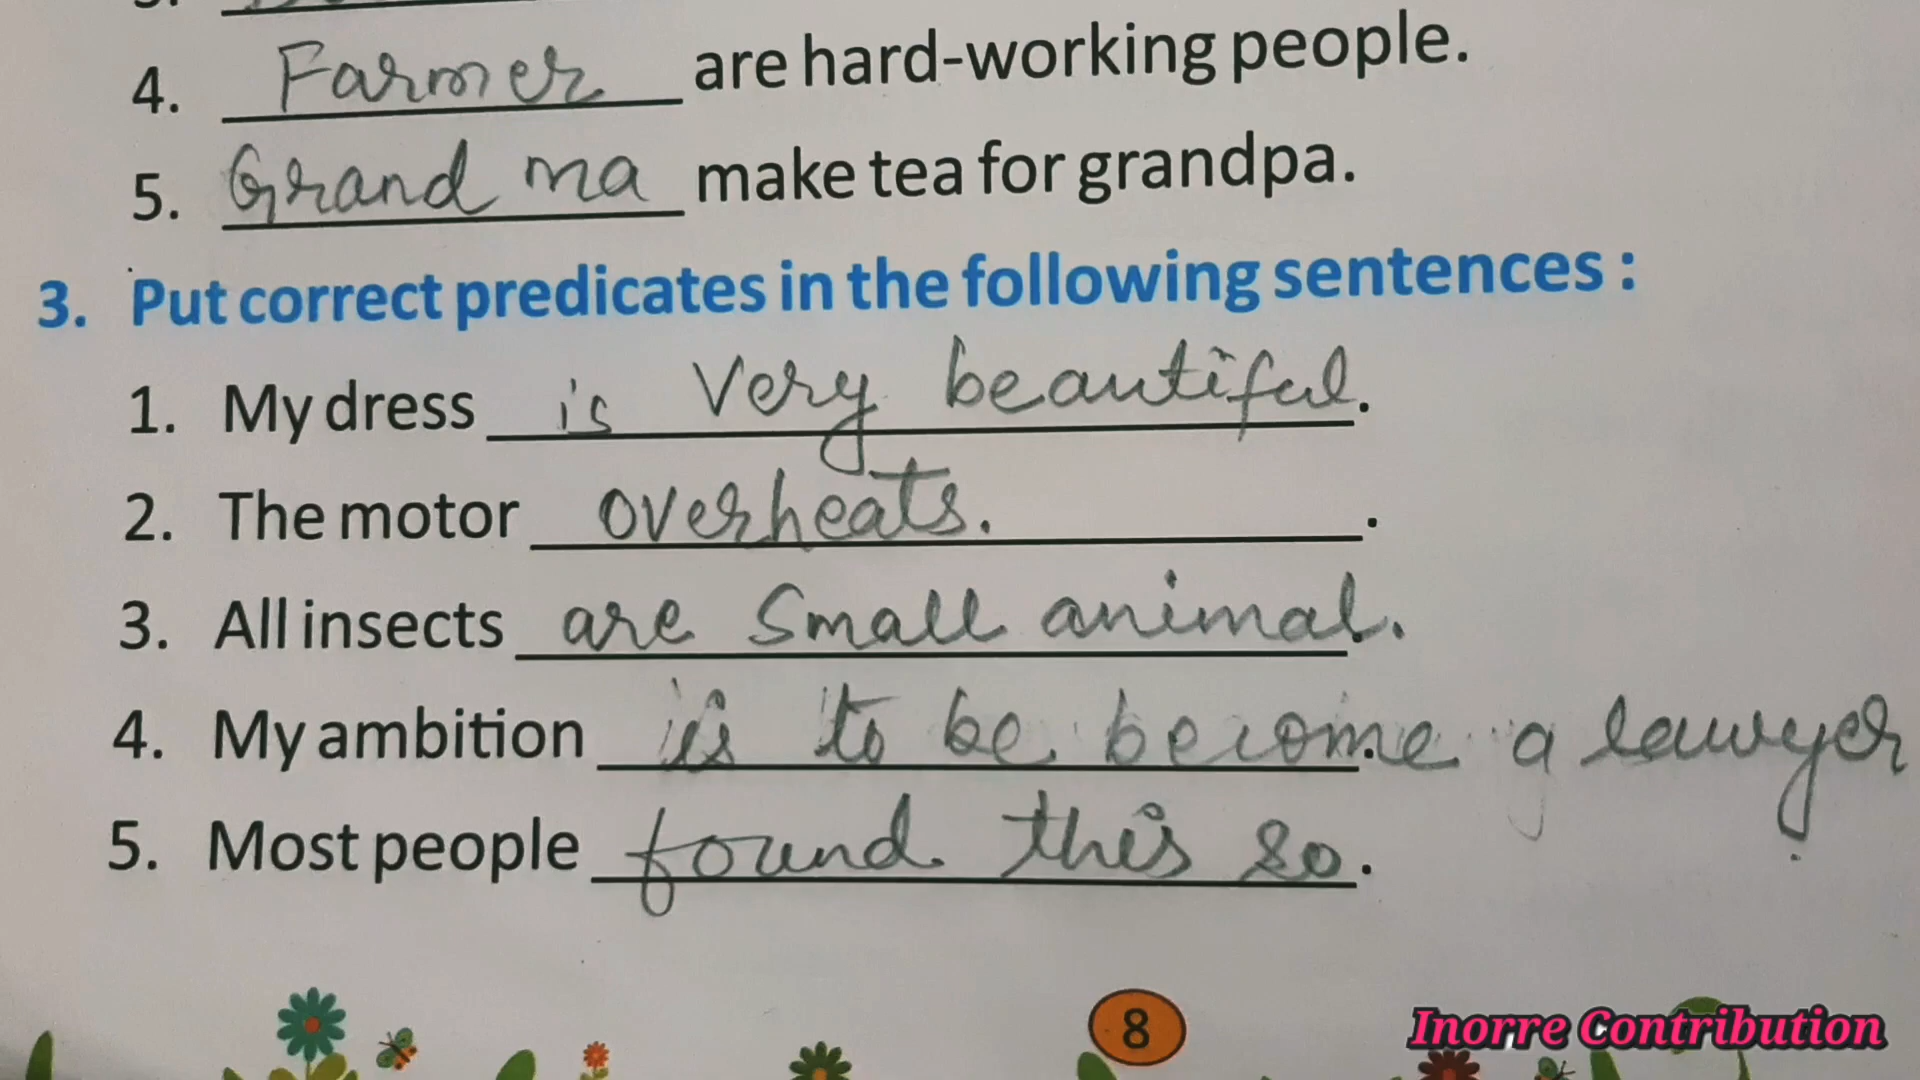 4. Farmer are hard-working people.
5. Grand ma make tea for grandpa.
3. Put correct predicates in the following sentences :
1. My dress is very beautiful.
2. The motor overheats. .
3. All insects are small animal.
4. My ambition is to be become a lawyer.
5. Most people found this so.
8
Inorre Contribution